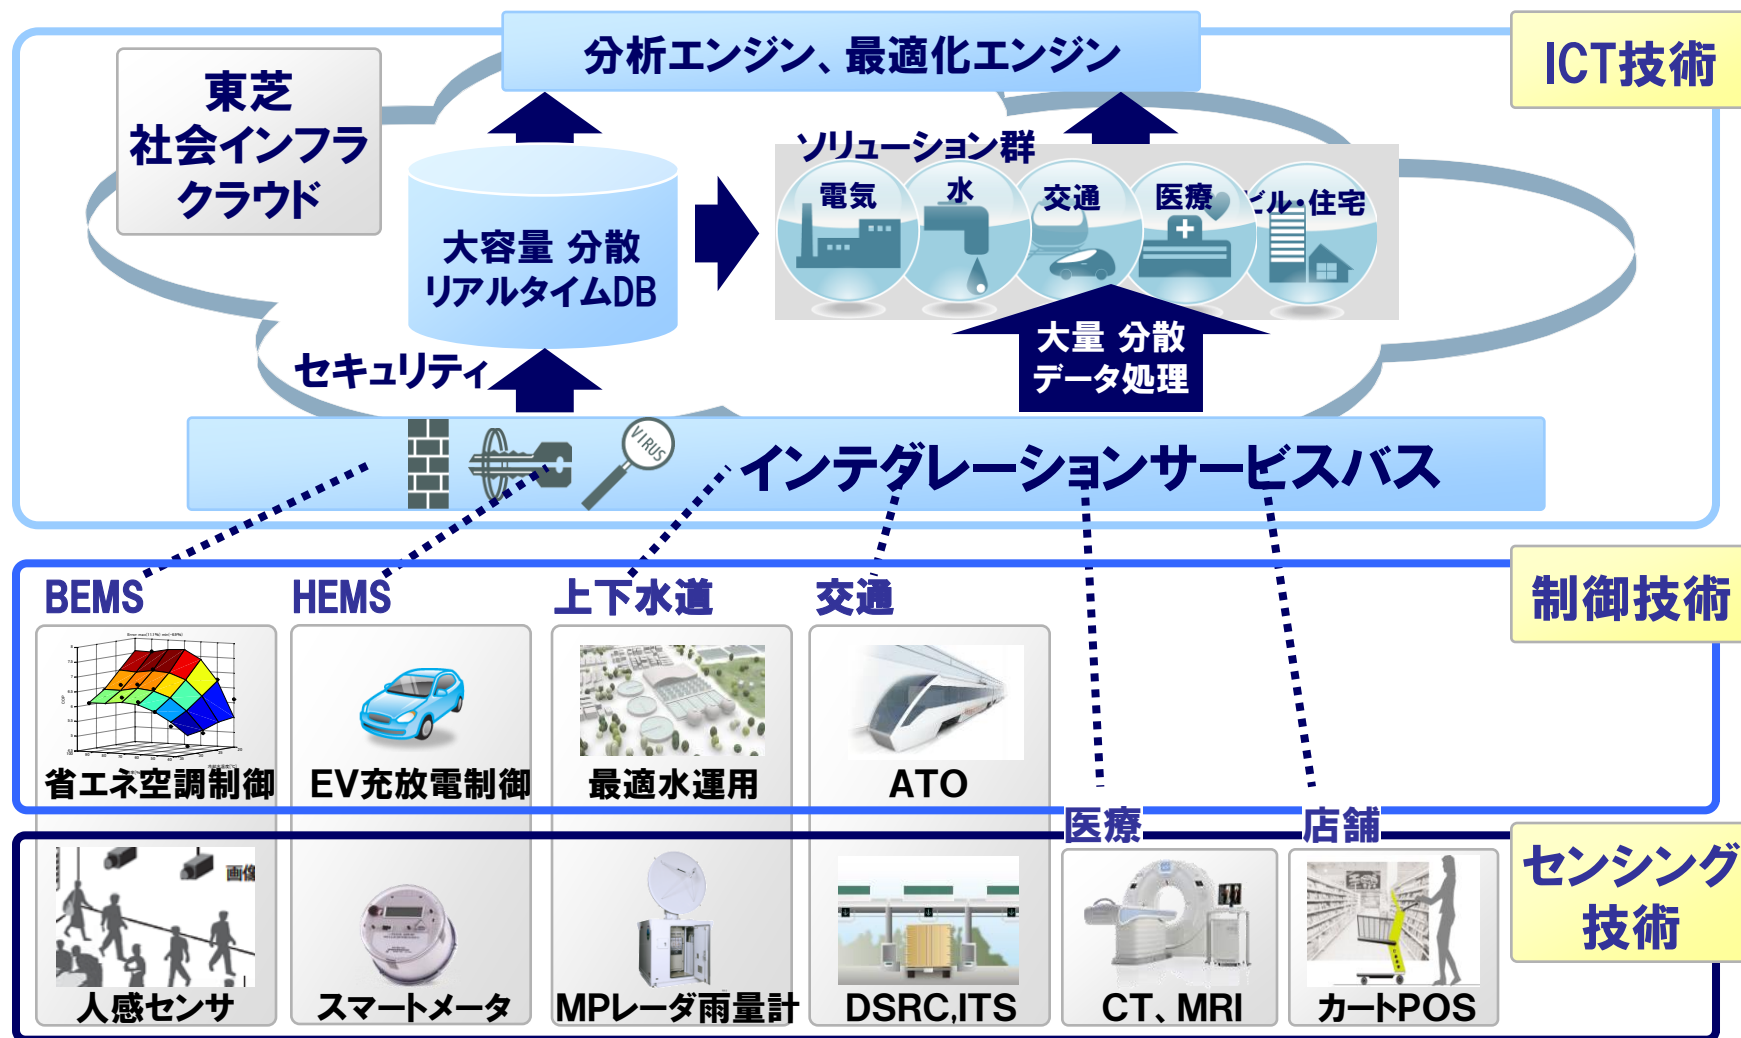 分析エンジン、最適化エンジン
ICT技術
東芝
社会インフラ
クラウド
ソリューション群
電気
水
交通
医療
ビル・住宅
大容量 分散
リアルタイムDB
大量 分散
データ処理
セキュリティ
VIRUS
インテグレーションサービスバス
制御技術
BEMS
HEMS
上下水道
交通
省エネ空調制御
EV充放電制御
最適水運用
ATO
医療
店舗
センシング
技術
画像
人感センサ
スマートメータ
MPレーダ雨量計
DSRC,ITS
CT、MRI
カートPOS